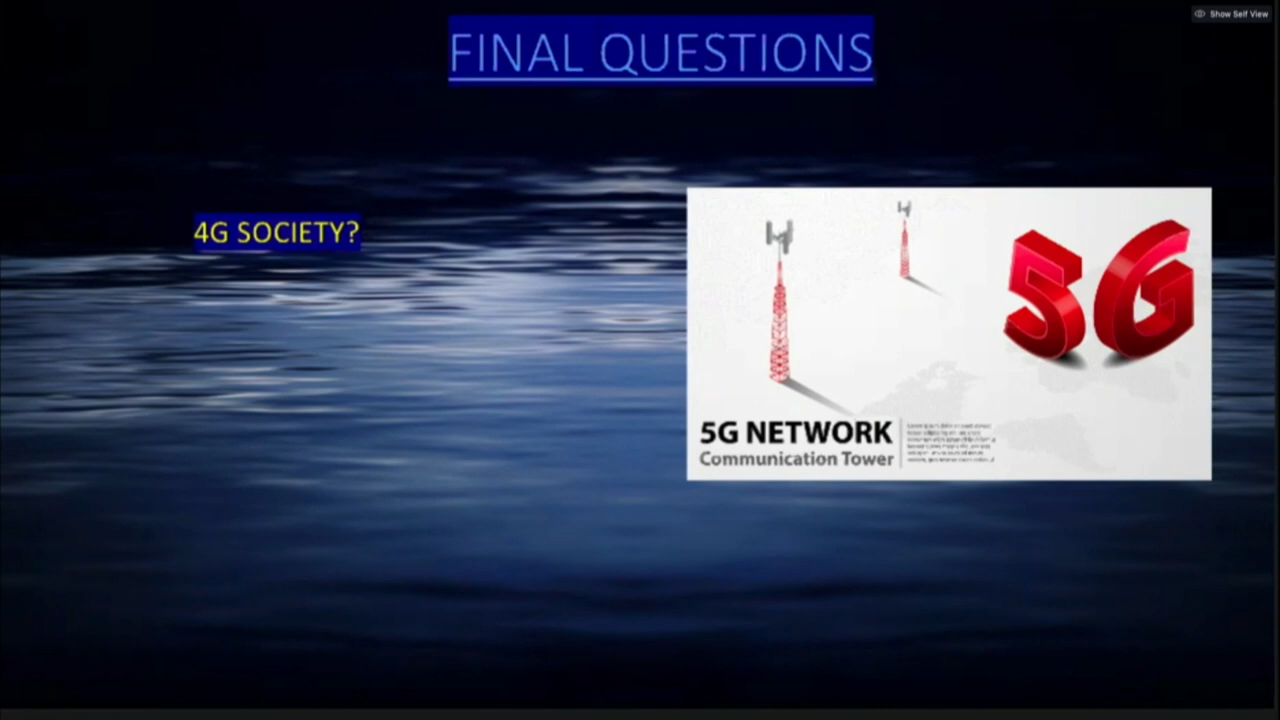 Show Self View
FINAL QUESTIONS
4G SOCIETY?
5G
5G NETWORK
Communication Tower